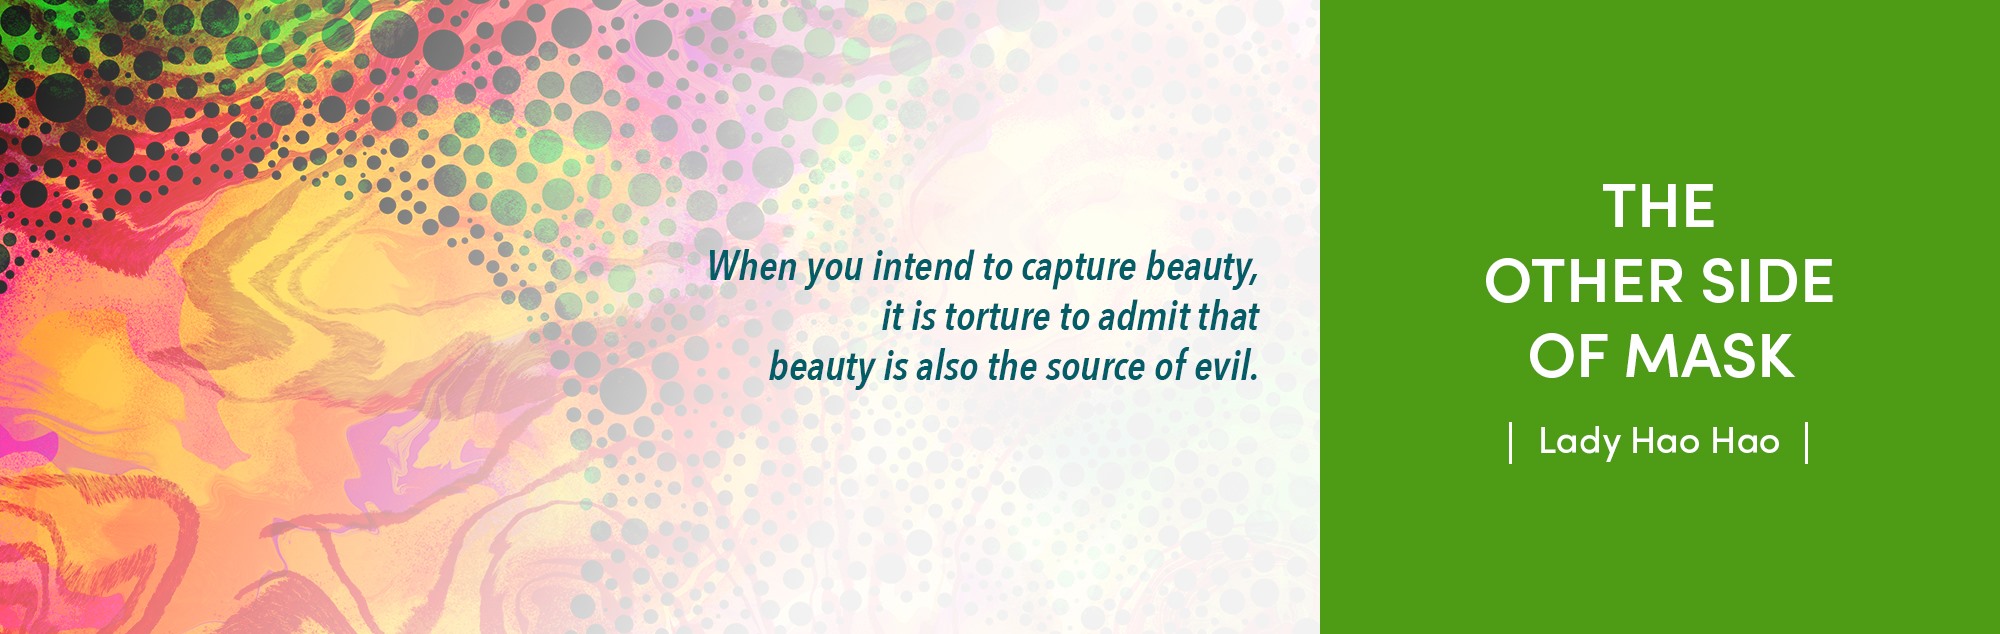 When you intend to capture beauty,
it is torture to admit that
beauty is also the source of evil.
THE
OTHER SIDE
OF MASK
| Lady Hao Hao |